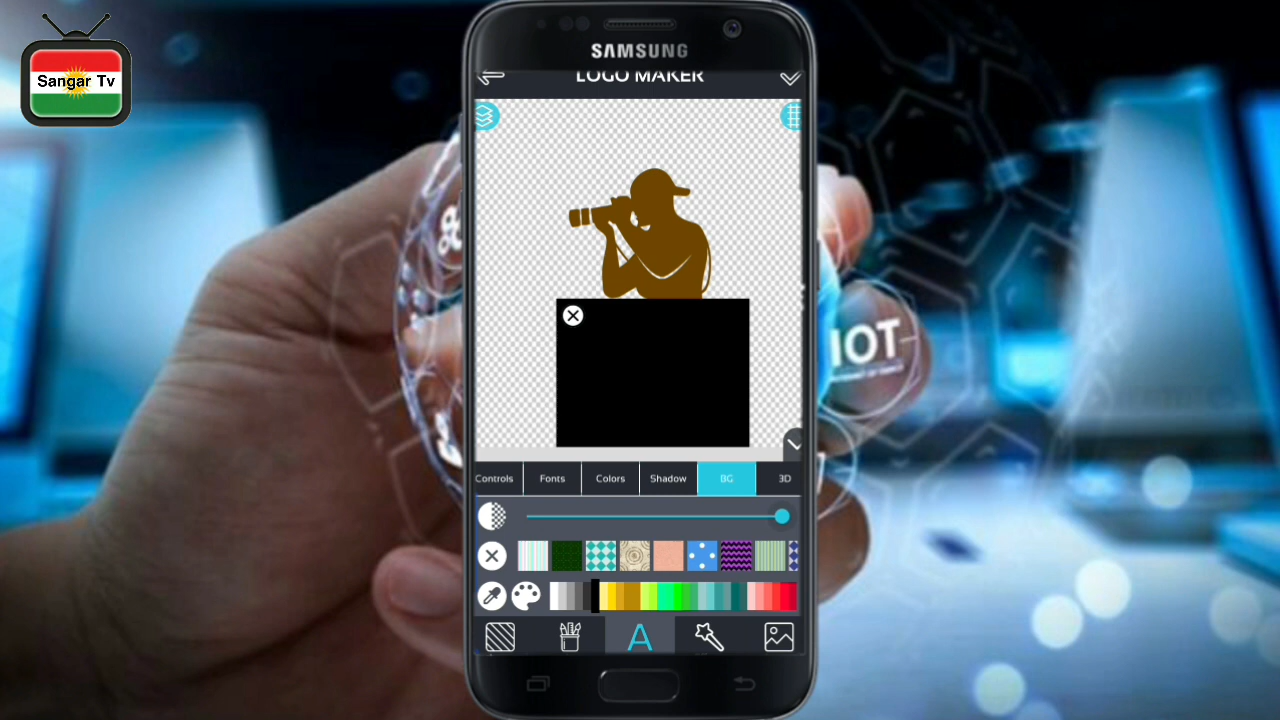 Sangar Tv
SAMSUNG
LOGO MAKER
IOT
Controls
Fonts
Colors
Shadow
BG
3D
A